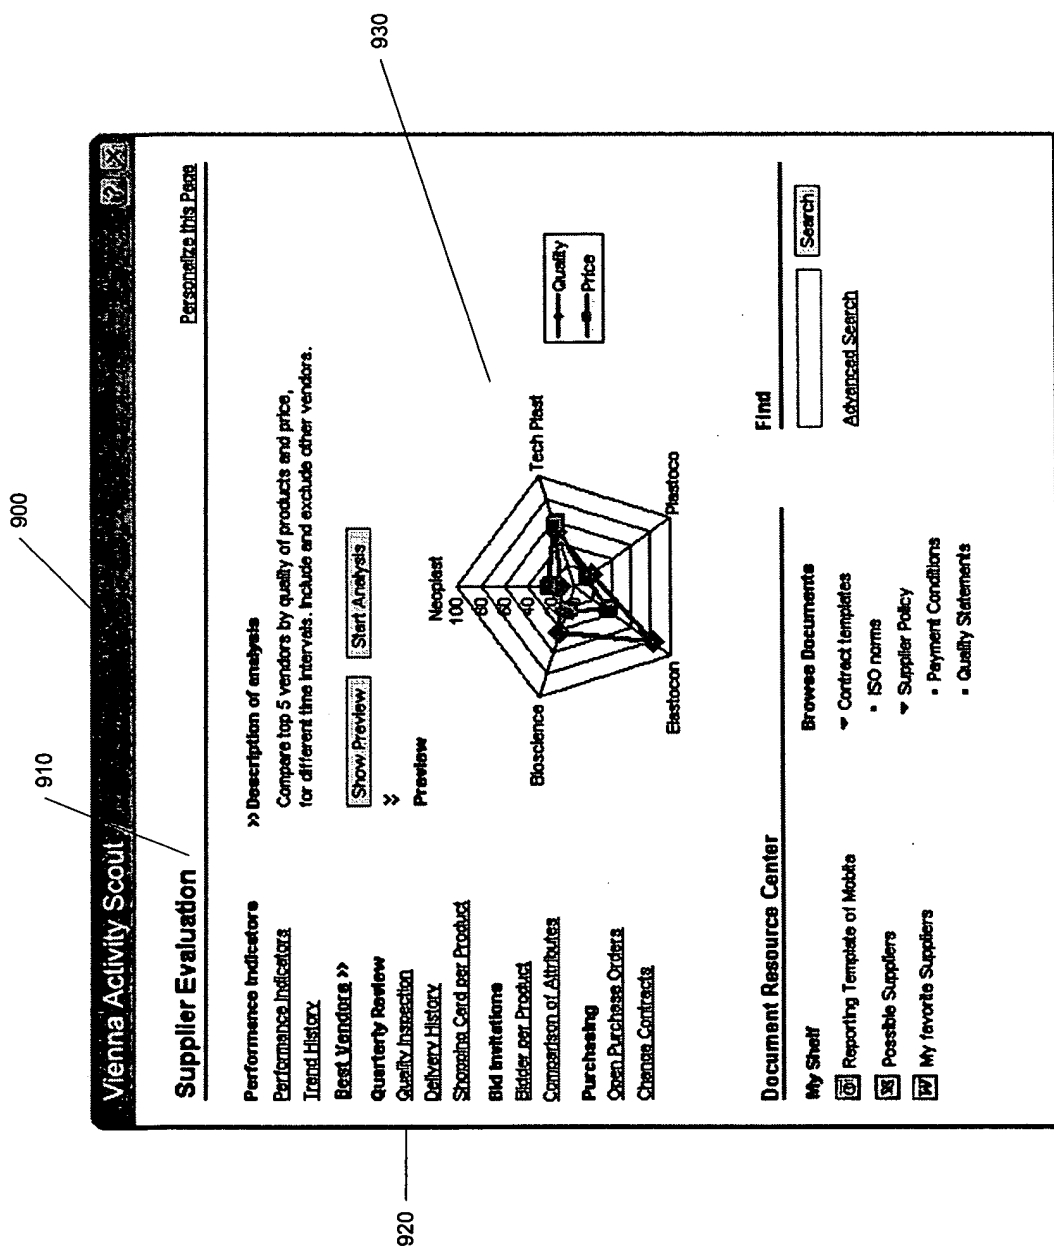 900
910
920
930
Vienna Activity Scout
? X
Supplier Evaluation
Personalize this Page
Performance Indicators
Performance Indicators
Trend History
Best Vendors >>
Quarterly Review
Quality Inspection
Delivery History
Shopping Card per Product
Bid Invitations
Bidder per Product
Comparison of Attributes
Purchasing
Open Purchase Orders
Change Contracts
>> Description of analysis
Compare top 5 vendors by quality of products and price,
for different time intervals. Include and exclude other vendors.
Show Preview
Start Analysis
Preview
Neoplast
100
80
60
40
20
Tech Plast
Plastoco
Elastocon
Bioscience
Quality
Price
Document Resource Center
My Shelf
Reporting Template of Mobile
Possible Suppliers
W My favorite Suppliers
Browse Documents
Contract templates
• ISO norms
Supplier Policy
• Payment Conditions
• Quality Statements
Find
Search
Advanced Search